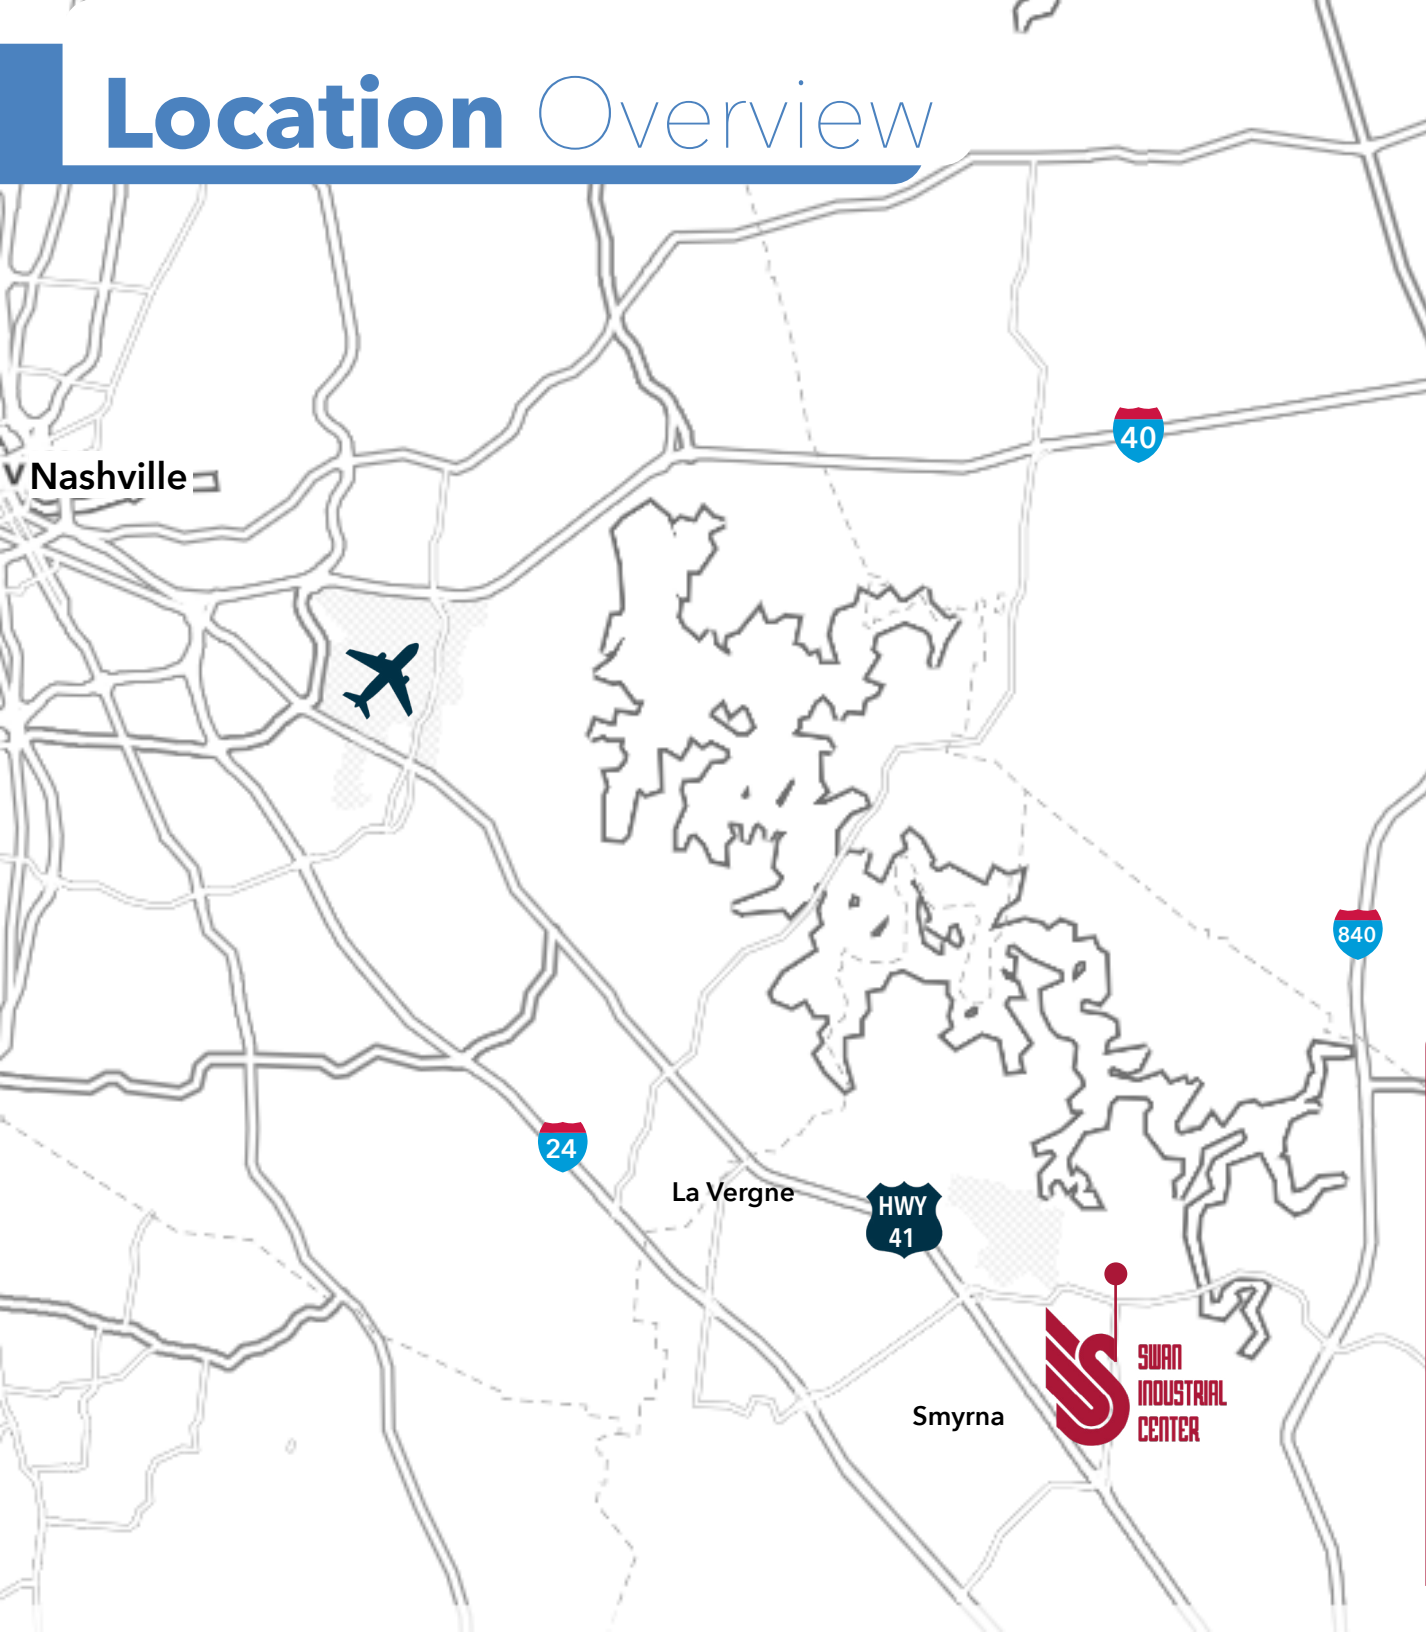 Location Overview
40
Nashville
840
24
La Vergne
HWY
41
SWAN
INDUSTRIAL
CENTER
Smyrna